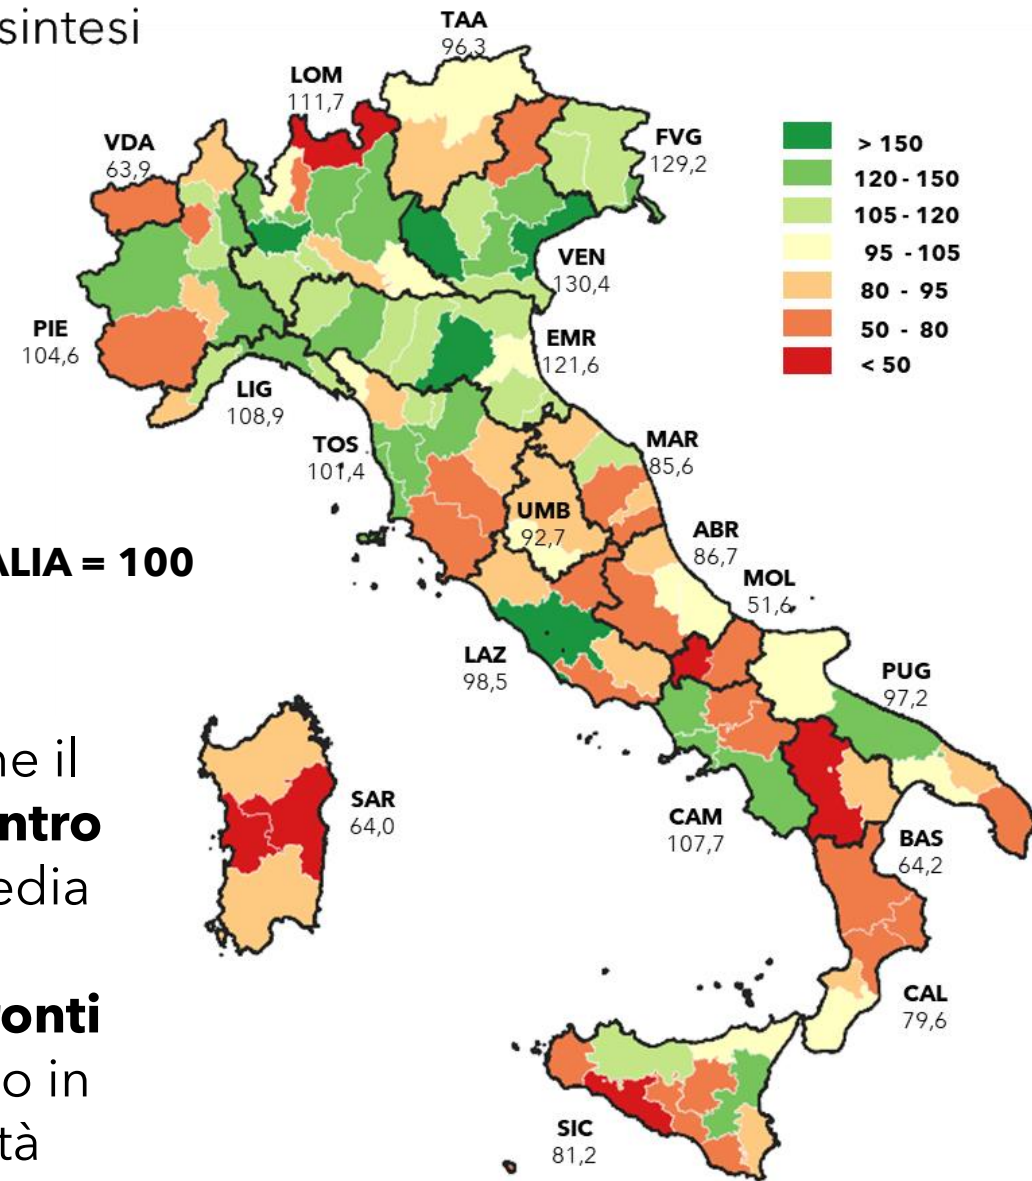 sintesi
TAA
96,3
LOM
111,7
VDA
63,9
FVG
129,2
> 150
120 - 150
105 - 120
95 - 105
80 - 95
50 - 80
< 50
VEN
130,4
PIE
104,6
EMR
121,6
LIG
108,9
TOS
101,4
MAR
85,6
UMB
92,7
ABR
86,7
ALIA = 100
MOL
51,6
LAZ
98,5
PUG
97,2
ne il
ntro
edia
SAR
64,0
CAM
107,7
BAS
64,2
ronti
o in
tà
CAL
79,6
SIC
81,2